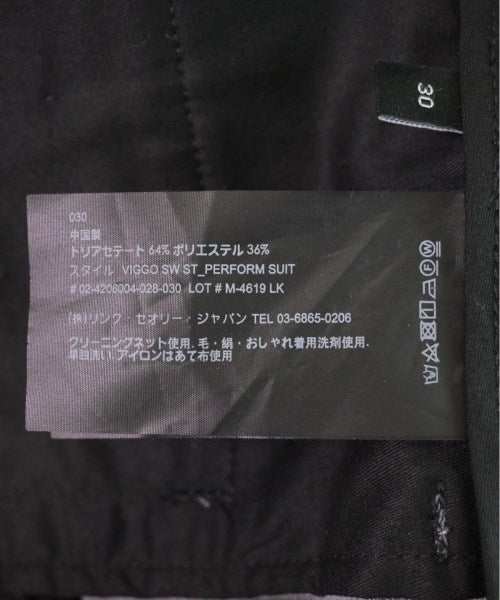 30
030
中国製
トリアセテート 64% ポリエステル 36%
スタイル VIGGO SW ST_PERFORM SUIT
# 02-4206004-028-030 LOT # M-4619 LK
(株)リンク・セオリー・ジャパン TEL 03-6865-0206
クリーニングネット使用. 毛・絹・おしゃれ着用洗剤使用.
単独洗い. アイロンはあて布使用